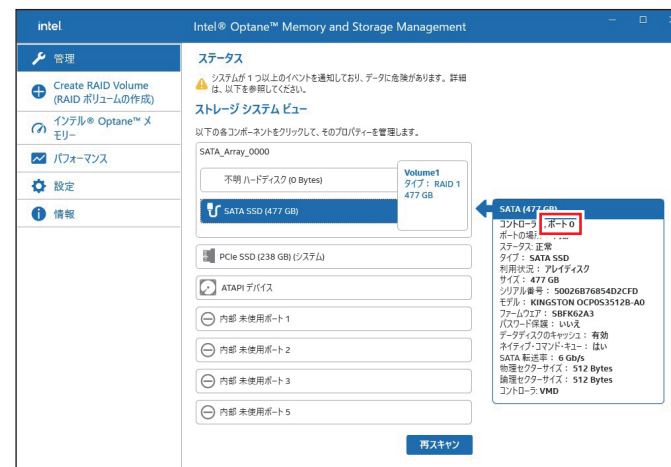 intel.
Intel® Optane™ Memory and Storage Management
管理
Create RAID Volume
(RAID ボリュームの作成)
インテル® Optane™ メ
モリー
パフォーマンス
設定
情報
ステータス
システムが 1 つ以上のイベントを通知しており、データに危険があります。詳細
は、以下を参照してください。
ストレージ システム ビュー
以下の各コンポーネントをクリックして、そのプロパティーを管理します。
SATA_Array_0000
不明 ハードディスク (0 Bytes)
SATA SSD (477 GB)
Volume1
タイプ： RAID 1
477 GB
PCIe SSD (238 GB) (システム)
ATAPI デバイス
内部 未使用ポート 1
内部 未使用ポート 2
内部 未使用ポート 3
内部 未使用ポート 5
再スキャン
SATA (477 GB)
コントローラ , ポート 0
ポートの場所
ステータス: 正常
タイプ： SATA SSD
利用状況： アレイディスク
サイズ： 477 GB
シリアル番号： 50026B76854D2CFD
モデル： KINGSTON OCP0S3512B-A0
ファームウェア： SBFK62A3
パスワード保護： いいえ
データディスクのキャッシュ： 有効
ネイティブ・コマンド・キュー： はい
SATA 転送率： 6 Gb/s
物理セクターサイズ： 512 Bytes
論理セクターサイズ： 512 Bytes
コントローラ: VMD